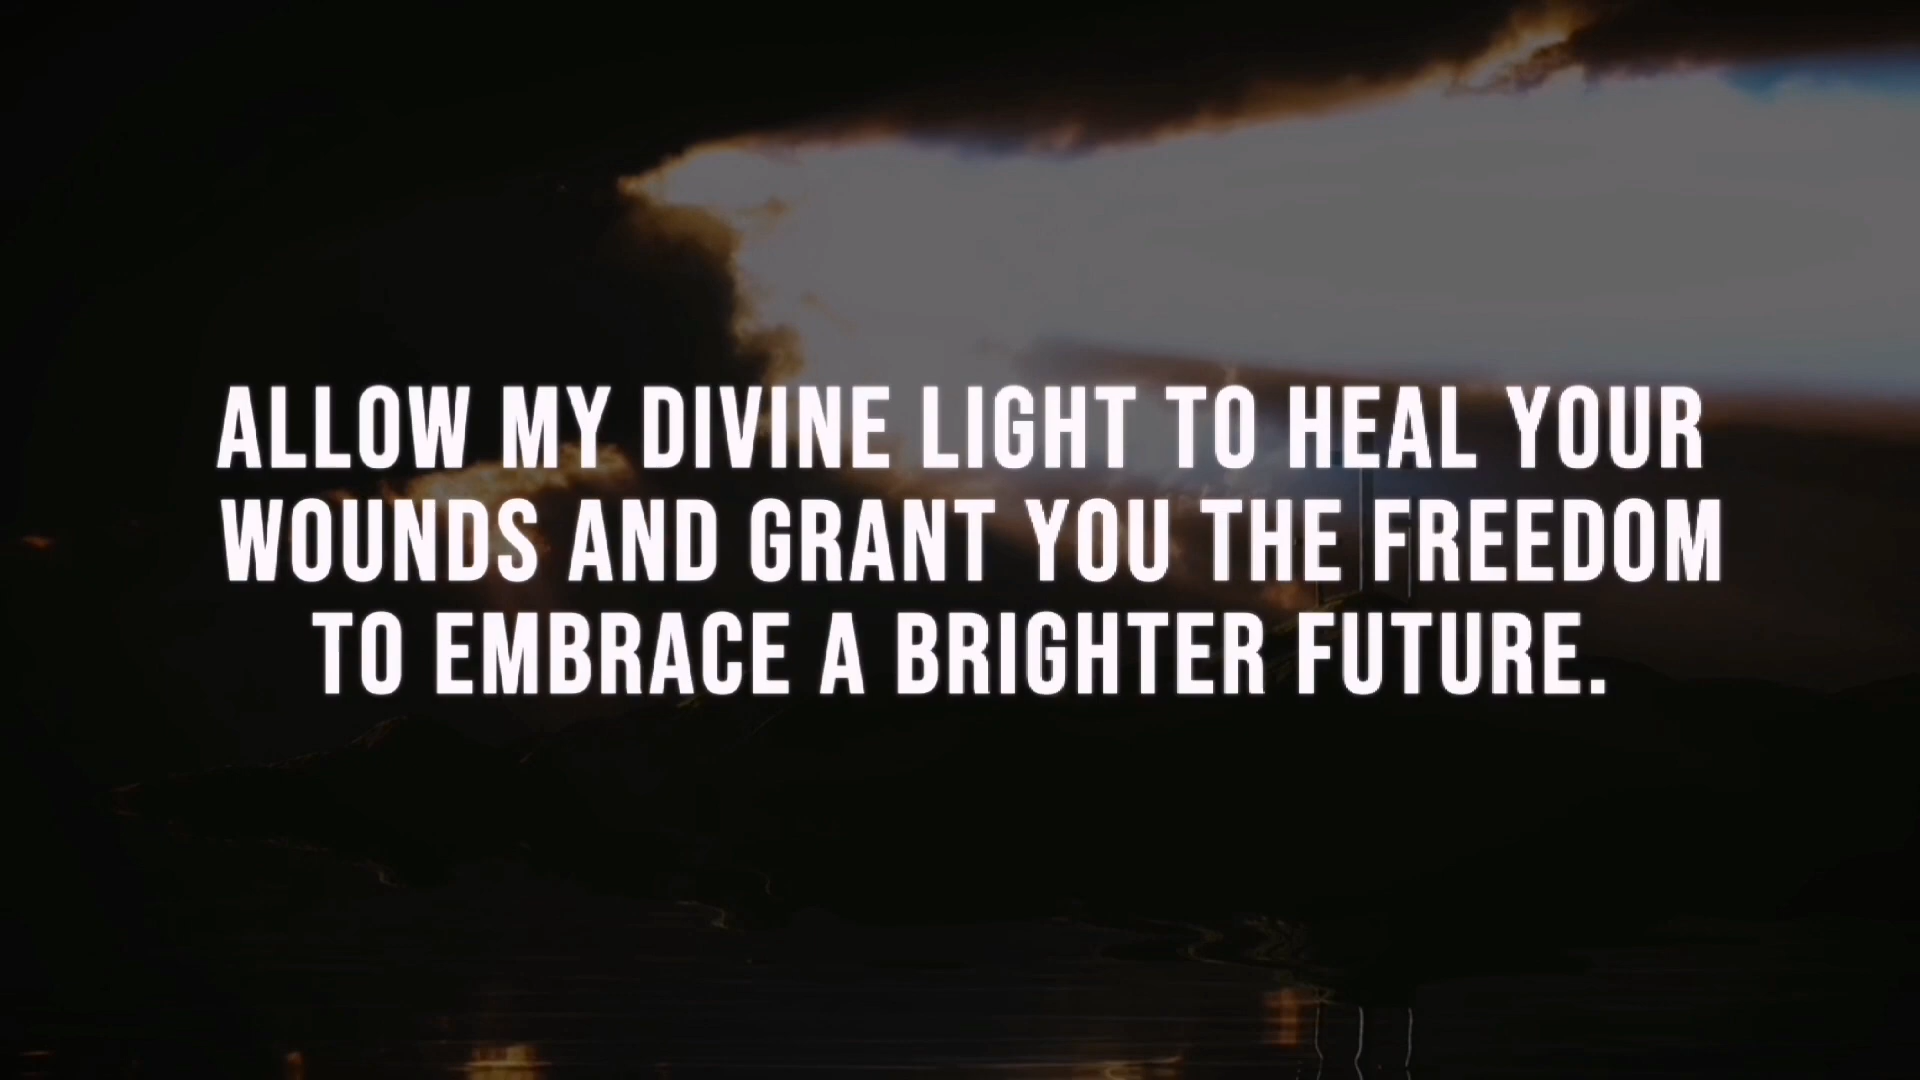 ALLOW MY DIVINE LIGHT TO HEAL YOUR
WOUNDS AND GRANT YOU THE FREEDOM
TO EMBRACE A BRIGHTER FUTURE.